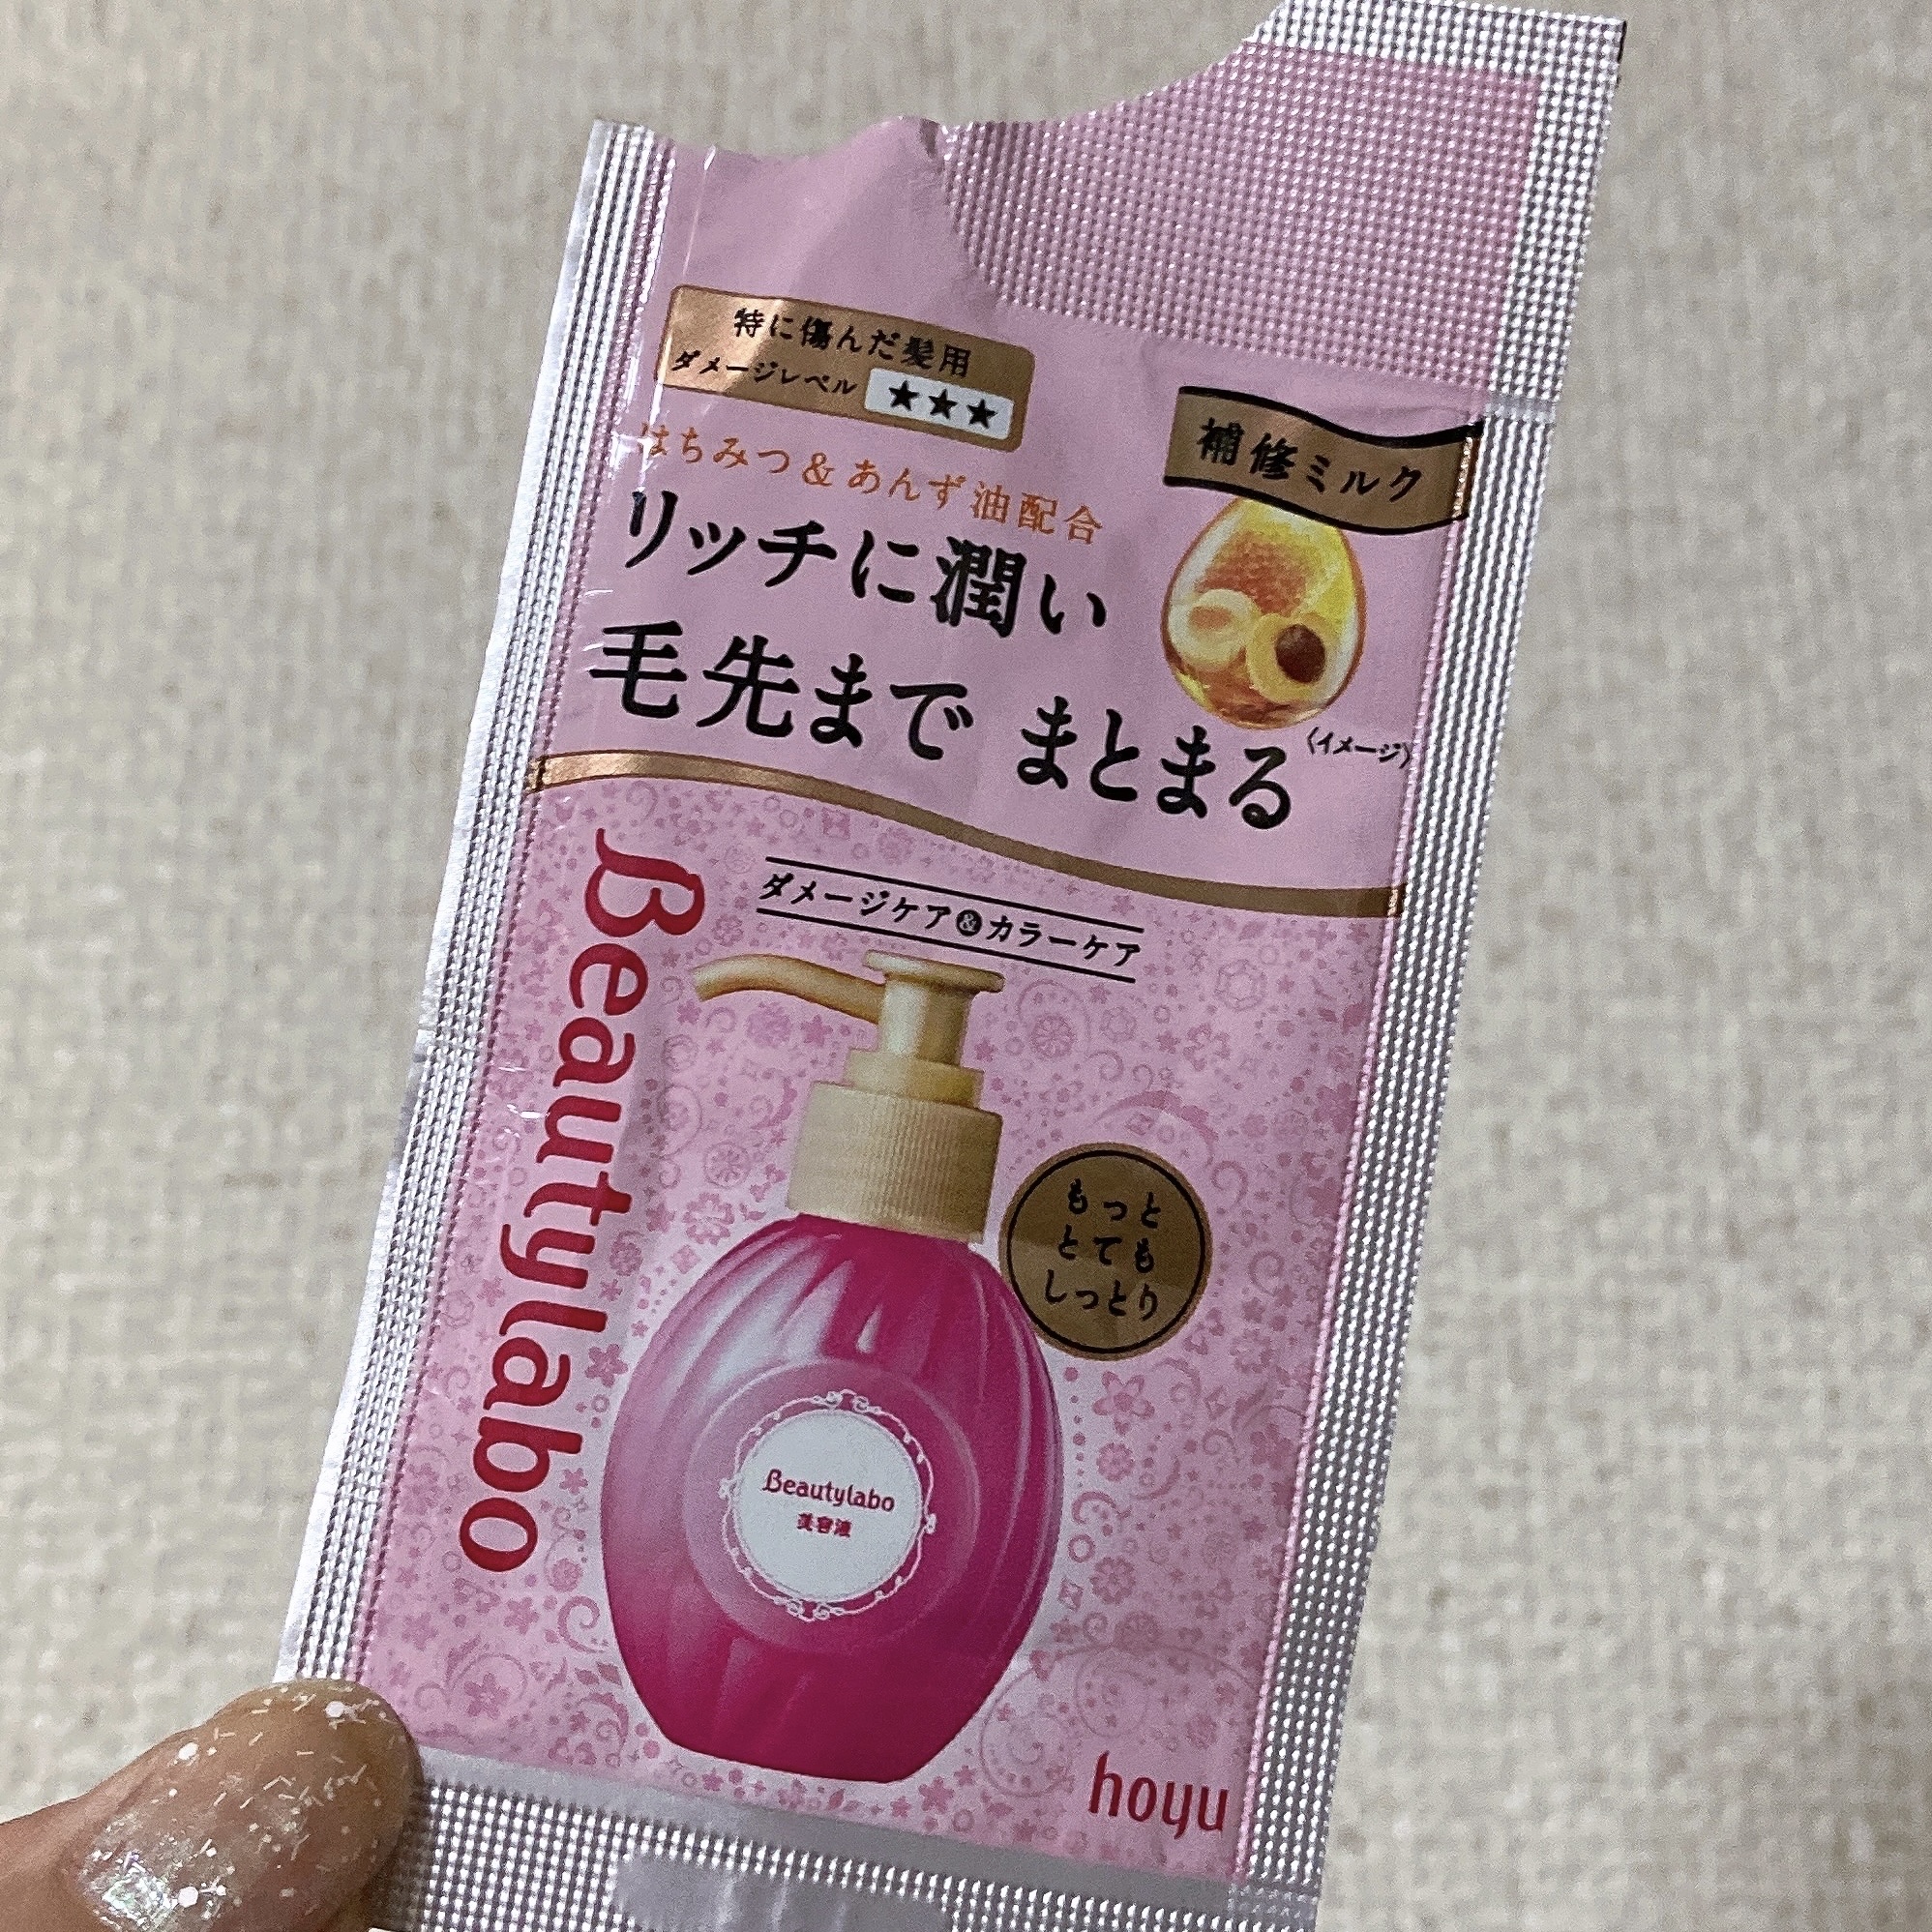 特に傷んだ髪用
ダメージレベル ★★★
補修ミルク
はちみつ&あんず油配合
リッチに潤い
毛先まで まとまる
〈イメージ〉
ダメージケア&カラーケア
Beautylabo
もっと
とても
しっとり
Beautylabo
美容液
hoyu